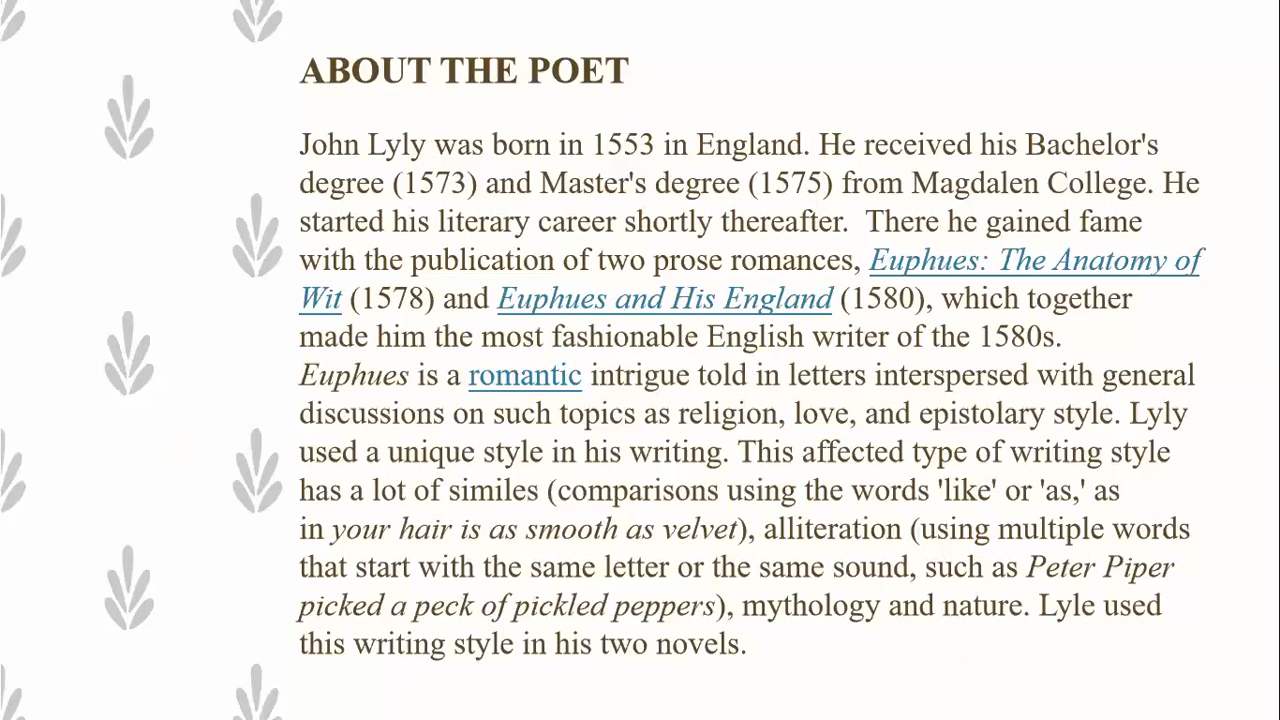 ABOUT THE POET
John Lyly was born in 1553 in England. He received his Bachelor's
degree (1573) and Master's degree (1575) from Magdalen College. He
started his literary career shortly thereafter.  There he gained fame
with the publication of two prose romances, Euphues: The Anatomy of
Wit (1578) and Euphues and His England (1580), which together
made him the most fashionable English writer of the 1580s.
Euphues is a romantic intrigue told in letters interspersed with general
discussions on such topics as religion, love, and epistolary style. Lyly
used a unique style in his writing. This affected type of writing style
has a lot of similes (comparisons using the words 'like' or 'as,' as
in your hair is as smooth as velvet), alliteration (using multiple words
that start with the same letter or the same sound, such as Peter Piper
picked a peck of pickled peppers), mythology and nature. Lyle used
this writing style in his two novels.